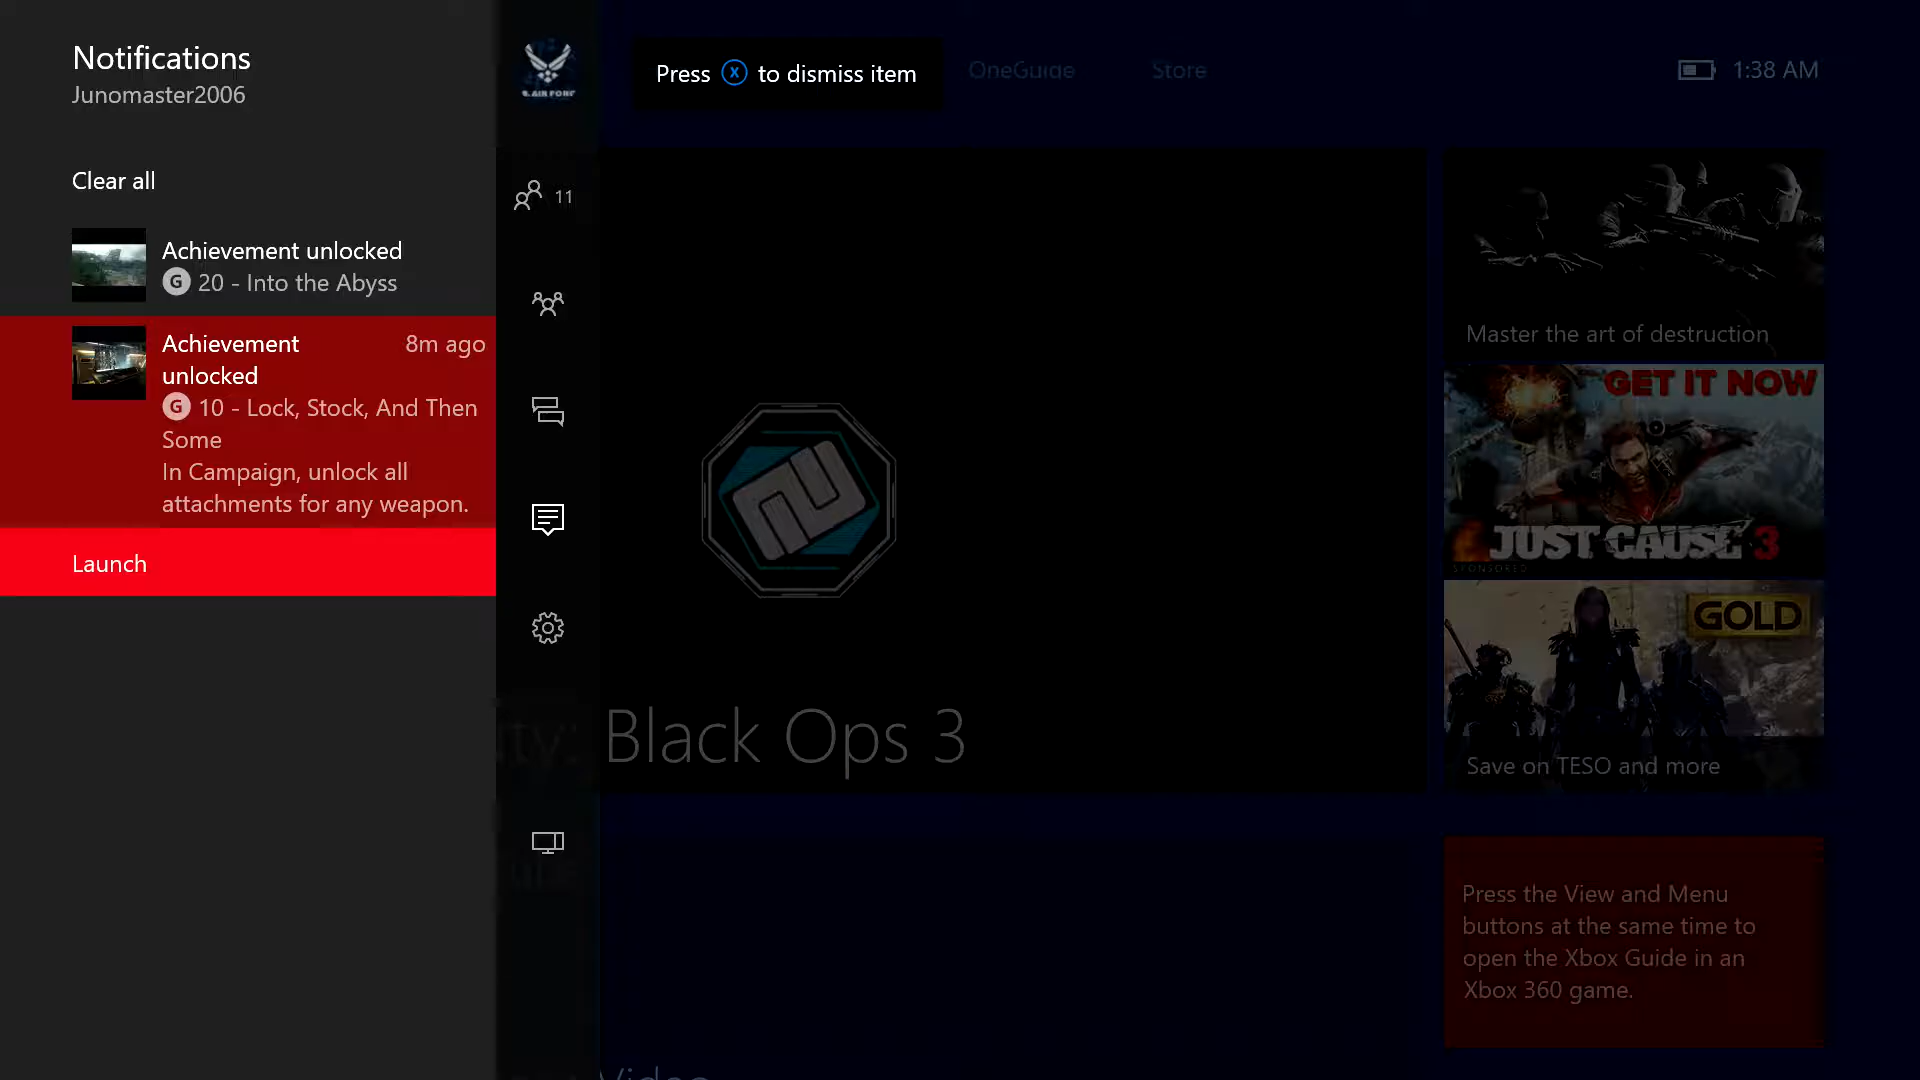 Notifications
Junomaster2006
Clear all
Achievement unlocked
G 20 - Into the Abyss
Achievement
8m ago
unlocked
G 10 - Lock, Stock, And Then
Some
In Campaign, unlock all
attachments for any weapon.
Launch
Press X to dismiss item
OneGuide
Store
1:38 AM
11
Black Ops 3
Master the art of destruction
GET IT NOW
JUST CAUSE 3
SPONSORED
GOLD
Save on TESO and more
Press the View and Menu
buttons at the same time to
open the Xbox Guide in an
Xbox 360 game.
Video